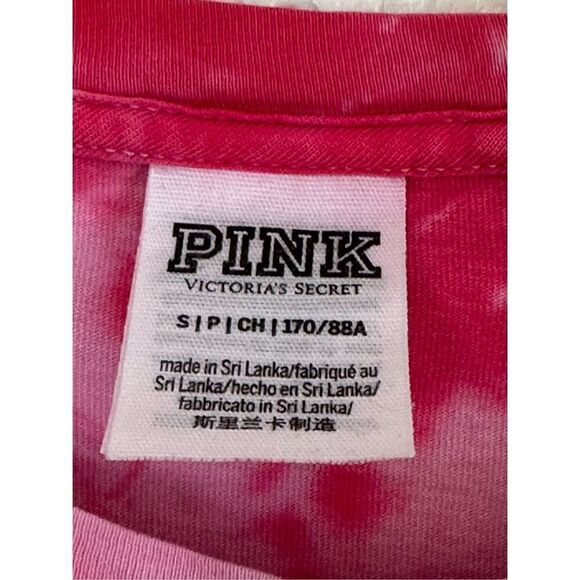 PINK
VICTORIA'S SECRET
S | P | CH | 170/88A
made in Sri Lanka/fabriqué au
Sri Lanka/hecho en Sri Lanka/
fabbricato in Sri Lanka/
斯里兰卡制造